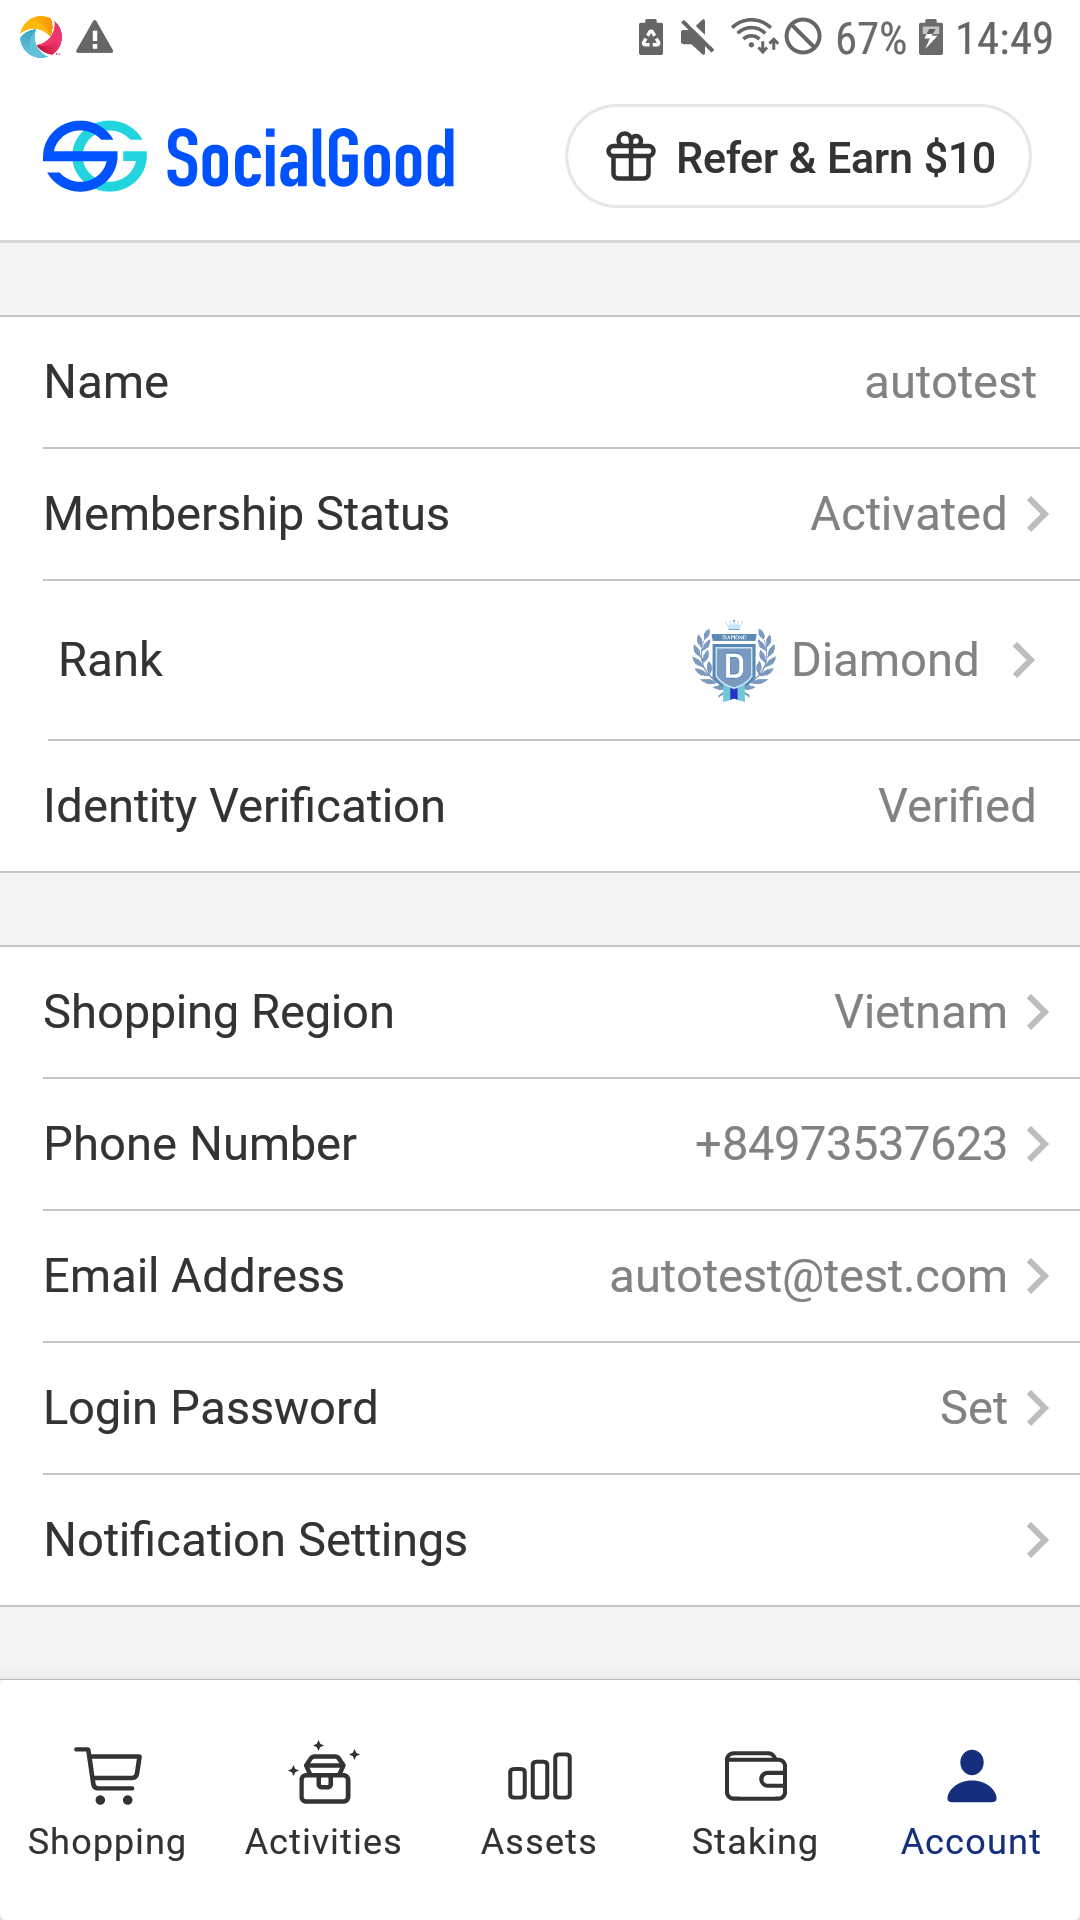 67% 14:49
SocialGood Refer & Earn $10
Name autotest
Membership Status Activated
Rank DIAMOND D Diamond
Identity Verification Verified
Shopping Region Vietnam
Phone Number +84973537623
Email Address autotest@test.com
Login Password Set
Notification Settings
Shopping Activities Assets Staking Account